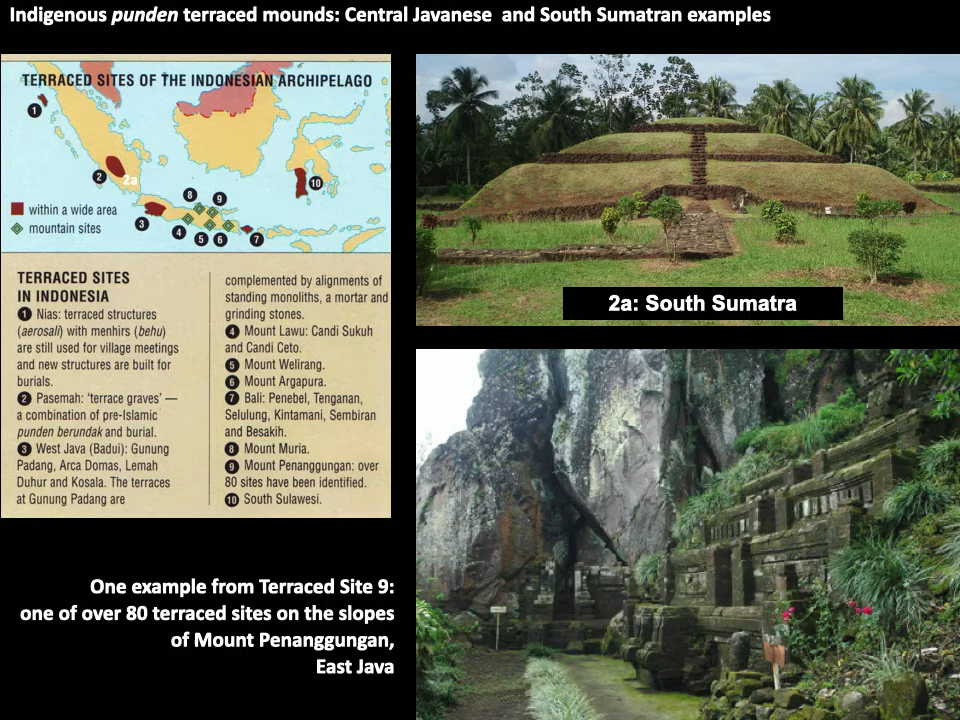 Indigenous punden terraced mounds: Central Javanese and South Sumatran examples
TERRACED SITES OF THE INDONESIAN ARCHIPELAGO
1
2
2a
8
9
10
3
4
5
6
7
within a wide area
mountain sites
TERRACED SITES
IN INDONESIA
1 Nias: terraced structures
(aerosali) with menhirs (behu)
are still used for village meetings
and new structures are built for
burials.
2 Pasemah: ‘terrace graves’ —
a combination of pre-Islamic
punden berundak and burial.
3 West Java (Badui): Gunung
Padang, Arca Domas, Lemah
Duhur and Kosala. The terraces
at Gunung Padang are
complemented by alignments of
standing monoliths, a mortar and
grinding stones.
4 Mount Lawu: Candi Sukuh
and Candi Ceto.
5 Mount Welirang.
6 Mount Argapura.
7 Bali: Penebel, Tenganan,
Selulung, Kintamani, Sembiran
and Besakih.
8 Mount Muria.
9 Mount Penanggungan: over
80 sites have been identified.
10 South Sulawesi.
2a: South Sumatra
One example from Terraced Site 9:
one of over 80 terraced sites on the slopes
of Mount Penanggungan,
East Java